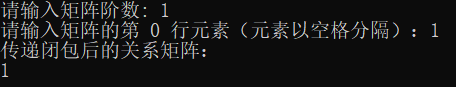 请输入矩阵阶数: 1
请输入矩阵的第 0 行元素（元素以空格分隔）：1
传递闭包后的关系矩阵：
1